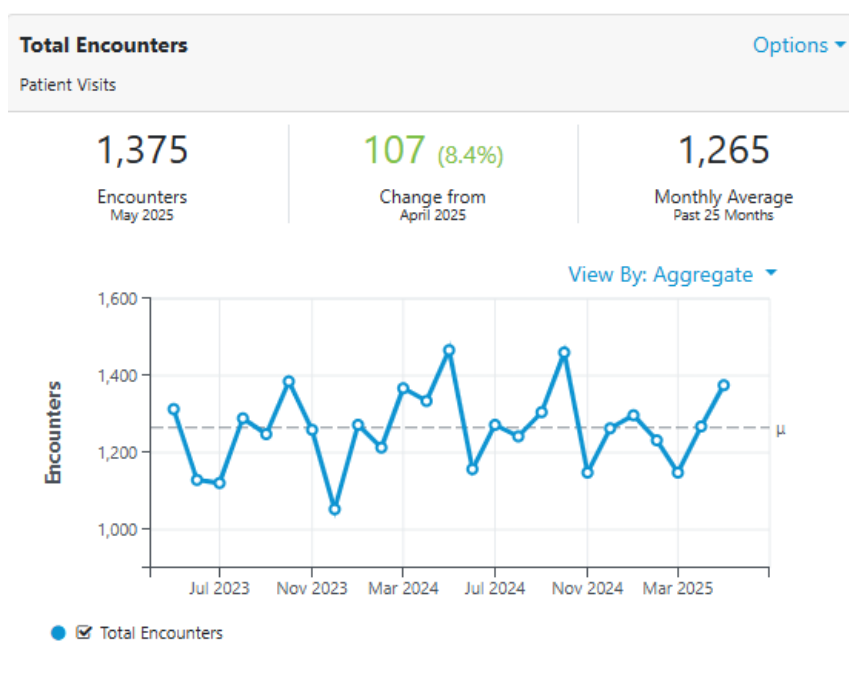 Total Encounters
Options
Patient Visits
1,375
Encounters
May 2025
107 (8.4%)
Change from
April 2025
1,265
Monthly Average
Past 25 Months
View By: Aggregate
1,600
1,400
1,200
1,000
Encounters
μ
Jul 2023 Nov 2023 Mar 2024 Jul 2024 Nov 2024 Mar 2025
Total Encounters